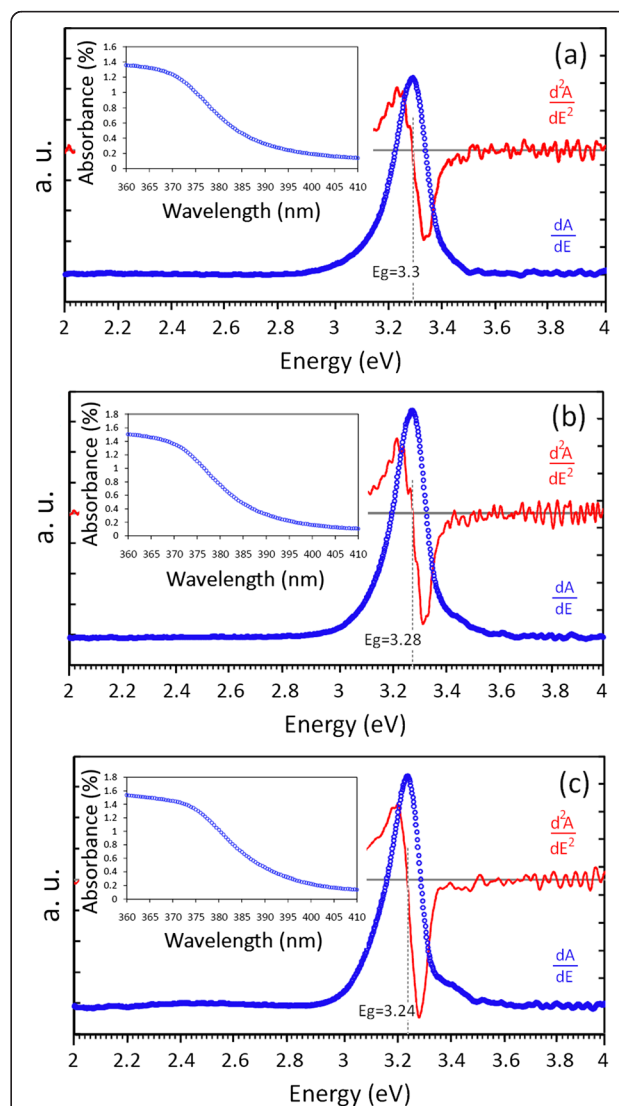 (a)
1.6
1.4
1.2
1
0.8
0.6
0.4
0.2
0
Absorbance (%)
360 365 370 375 380 385 390 395 400 405 410
Wavelength (nm)
d²A
dE²
dA
dE
Eg=3.3
a. u.
2 2.2 2.4 2.6 2.8 3 3.2 3.4 3.6 3.8 4
Energy (eV)
(b)
1.8
1.6
1.4
1.2
1
0.8
0.6
0.4
0.2
0
Absorbance (%)
360 365 370 375 380 385 390 395 400 405 410
Wavelength (nm)
d²A
dE²
dA
dE
Eg=3.28
a. u.
2 2.2 2.4 2.6 2.8 3 3.2 3.4 3.6 3.8 4
Energy (eV)
(c)
1.8
1.6
1.4
1.2
1
0.8
0.6
0.4
0.2
0
Absorbance (%)
360 365 370 375 380 385 390 395 400 405 410
Wavelength (nm)
d²A
dE²
dA
dE
Eg=3.24
a. u.
2 2.2 2.4 2.6 2.8 3 3.2 3.4 3.6 3.8 4
Energy (eV)